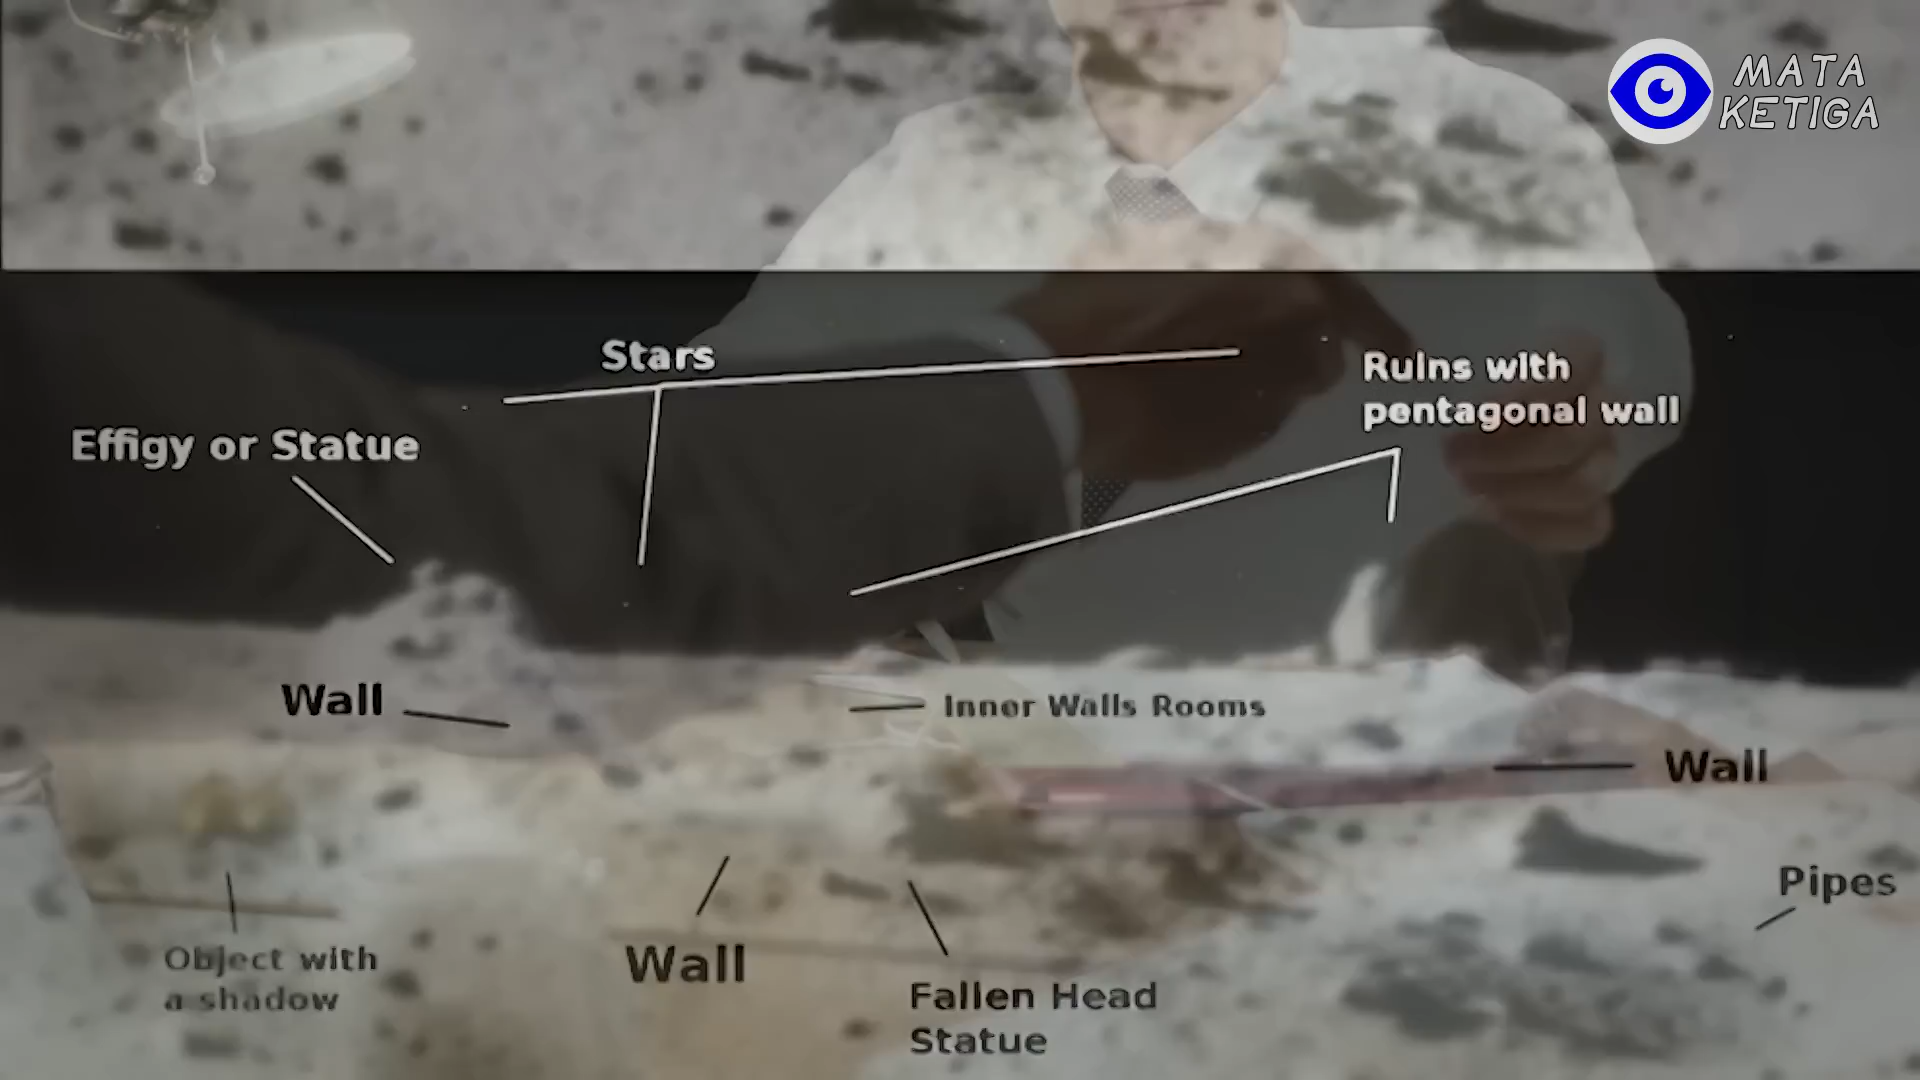 MATA
KETIGA
Stars
Ruins with
pentagonal wall
Effigy or Statue
Wall
Inner Walls Rooms
Wall
Pipes
Object with
a shadow
Wall
Fallen Head
Statue